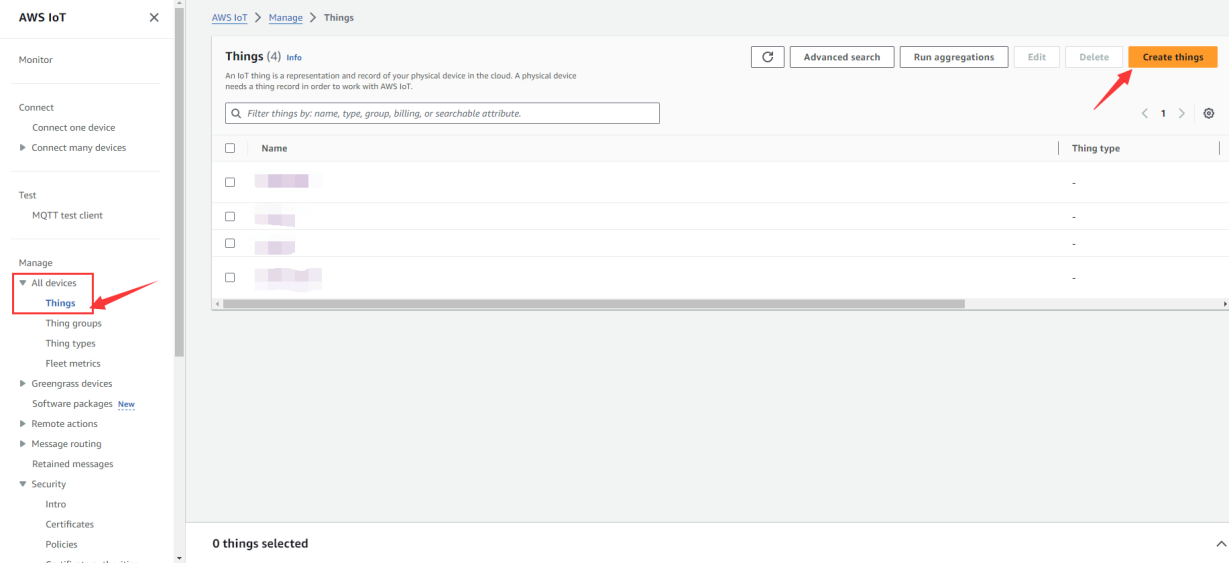 AWS IoT
Monitor
Connect
Connect one device
Connect many devices
Test
MQTT test client
Manage
All devices
Things
Thing groups
Thing types
Fleet metrics
Greengrass devices
Software packages New
Remote actions
Message routing
Retained messages
Security
Intro
Certificates
Policies
AWS IoT > Manage > Things
Things (4) Info
An IoT thing is a representation and record of your physical device in the cloud. A physical device
needs a thing record in order to work with AWS IoT.
Advanced search Run aggregations Edit Delete Create things
Filter things by: name, type, group, billing, or searchable attribute.
1
Name Thing type
-
-
-
-
0 things selected